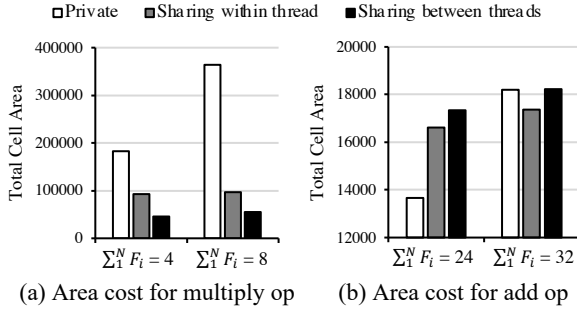 Private Sharing within thread Sharing between threads
Total Cell Area
400000
300000
200000
100000
0
∑₁ᴺ Fᵢ = 4 ∑₁ᴺ Fᵢ = 8
(a) Area cost for multiply op
Total Cell Area
20000
18000
16000
14000
12000
∑₁ᴺ Fᵢ = 24 ∑₁ᴺ Fᵢ = 32
(b) Area cost for add op